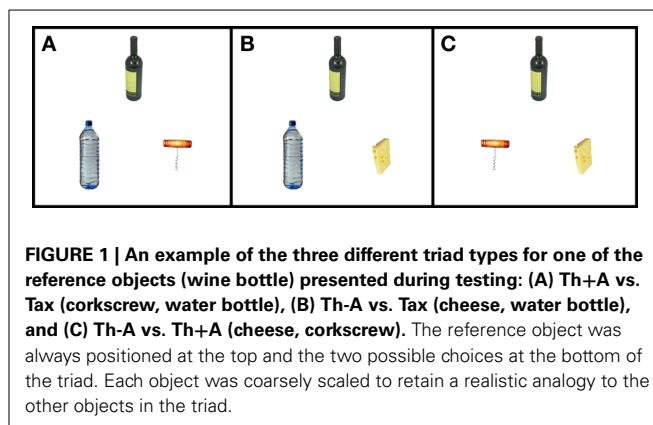 A
B
C
FIGURE 1 | An example of the three different triad types for one of the
reference objects (wine bottle) presented during testing: (A) Th+A vs.
Tax (corkscrew, water bottle), (B) Th-A vs. Tax (cheese, water bottle),
and (C) Th-A vs. Th+A (cheese, corkscrew). The reference object was
always positioned at the top and the two possible choices at the bottom of
the triad. Each object was coarsely scaled to retain a realistic analogy to the
other objects in the triad.